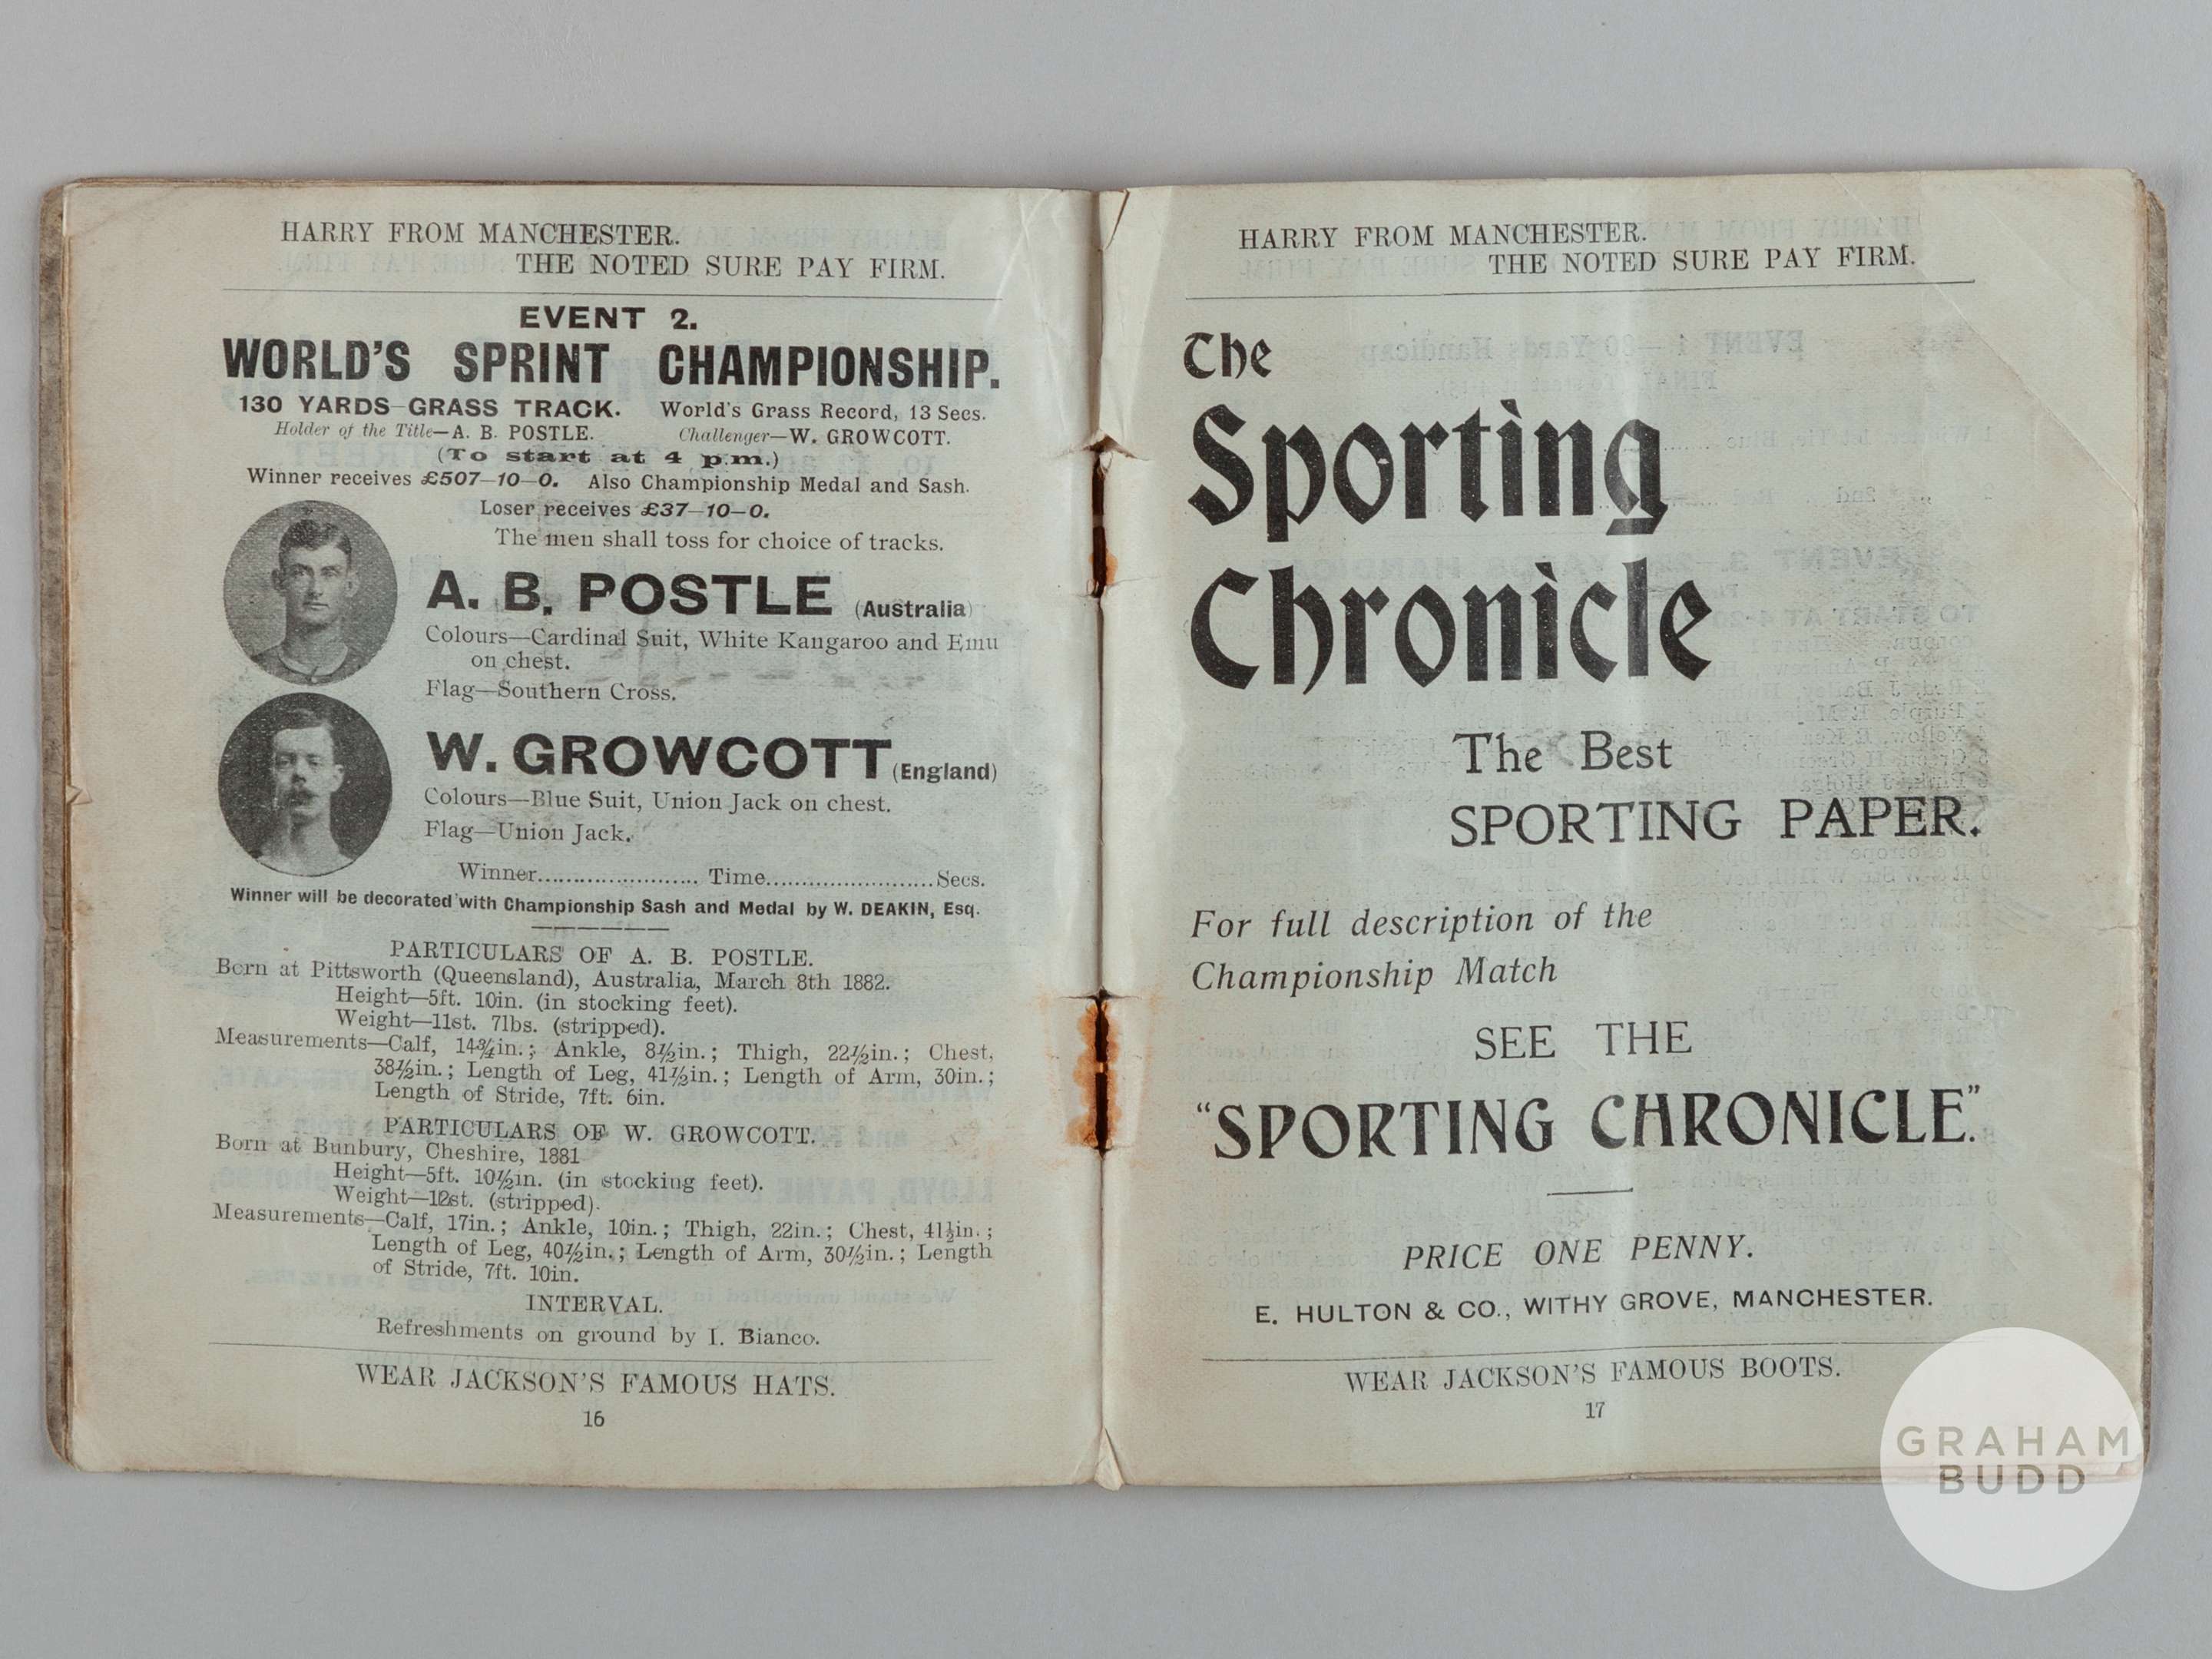 HARRY FROM MANCHESTER.
THE NOTED SURE PAY FIRM.
EVENT 2.
WORLD'S SPRINT CHAMPIONSHIP.
130 YARDS—GRASS TRACK. World's Grass Record, 13 Secs.
Holder of the Title—A. B. POSTLE. Challenger—W. GROWCOTT.
(To start at 4 p.m.)
Winner receives £507—10—0. Also Championship Medal and Sash.
Loser receives £37—10—0.
The men shall toss for choice of tracks.
A. B. POSTLE (Australia)
Colours—Cardinal Suit, White Kangaroo and Emu
on chest.
Flag—Southern Cross.
W. GROWCOTT (England)
Colours—Blue Suit, Union Jack on chest.
Flag—Union Jack.
Winner....................... Time........................Secs.
Winner will be decorated with Championship Sash and Medal by W. DEAKIN, Esq.
PARTICULARS OF A. B. POSTLE.
Born at Pittsworth (Queensland), Australia, March 8th 1882.
Height—5ft. 10in. (in stocking feet).
Weight—11st. 7lbs. (stripped).
Measurements—Calf, 14¾in.; Ankle, 8½in.; Thigh, 22½in.; Chest,
38½in.; Length of Leg, 41½in.; Length of Arm, 30in.;
Length of Stride, 7ft. 6in.
PARTICULARS OF W. GROWCOTT.
Born at Bunbury, Cheshire, 1881
Height—5ft. 10½in. (in stocking feet).
Weight—12st. (stripped).
Measurements—Calf, 17in.; Ankle, 10in.; Thigh, 22in.; Chest, 41½in.;
Length of Leg, 40½in.; Length of Arm, 30½in.; Length
of Stride, 7ft. 10in.
INTERVAL.
Refreshments on ground by I. Bianco.
WEAR JACKSON'S FAMOUS HATS.
16
HARRY FROM MANCHESTER.
THE NOTED SURE PAY FIRM.
The
Sporting
Chronicle
The Best
SPORTING PAPER.
For full description of the
Championship Match
SEE THE
"SPORTING CHRONICLE."
PRICE ONE PENNY.
E. HULTON & CO., WITHY GROVE, MANCHESTER.
WEAR JACKSON'S FAMOUS BOOTS.
17
GRAHAM
BUDD